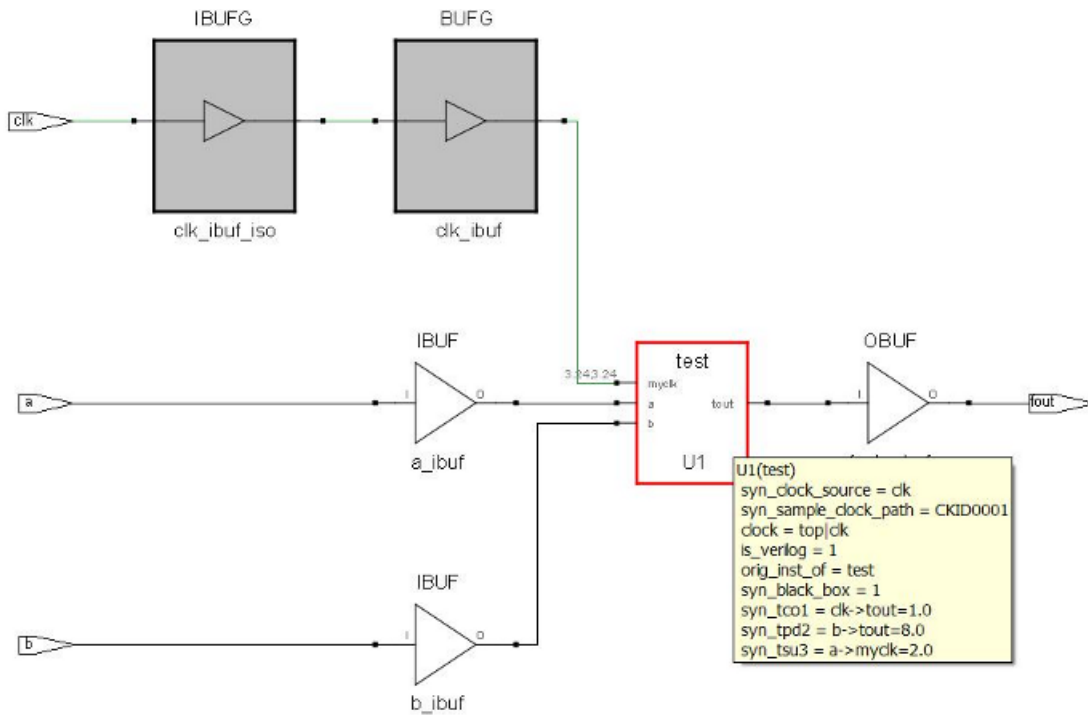 IBUFG
BUFG
clk
clk_ibuf_iso
clk_ibuf
IBUF
test
OBUF
3.24,3.24
myclk
a
I
O
a
tout
I
O
tout
b
a_ibuf
U1
U1(test)
syn_clock_source = clk
syn_sample_clock_path = CKID0001
clock = top|clk
is_verilog = 1
orig_inst_of = test
syn_black_box = 1
syn_tco1 = clk->tout=1.0
syn_tpd2 = b->tout=8.0
syn_tsu3 = a->myclk=2.0
IBUF
b
I
O
b_ibuf